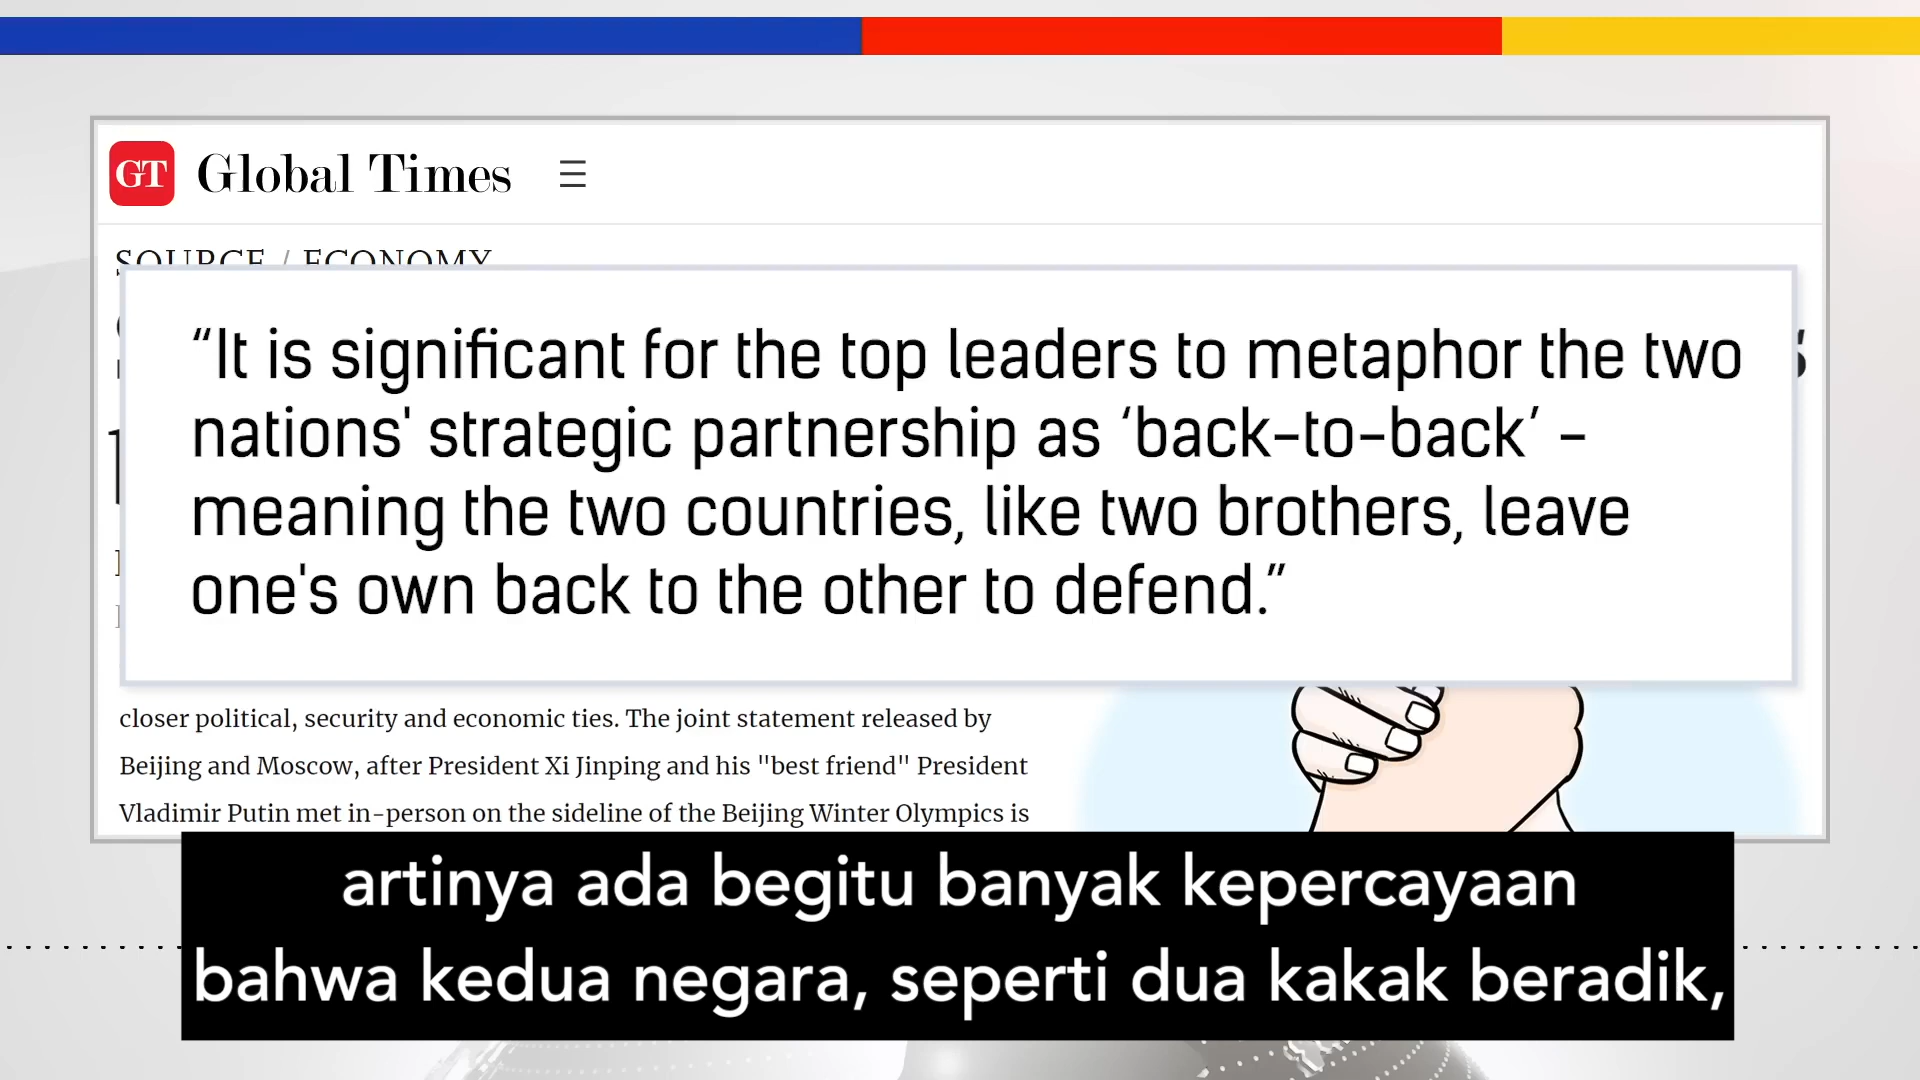 GT Global Times
SOURCE / ECONOMY
“It is significant for the top leaders to metaphor the two
nations' strategic partnership as ‘back-to-back’ –
meaning the two countries, like two brothers, leave
one's own back to the other to defend.”
closer political, security and economic ties. The joint statement released by
Beijing and Moscow, after President Xi Jinping and his "best friend" President
Vladimir Putin met in-person on the sideline of the Beijing Winter Olympics is
artinya ada begitu banyak kepercayaan
bahwa kedua negara, seperti dua kakak beradik,